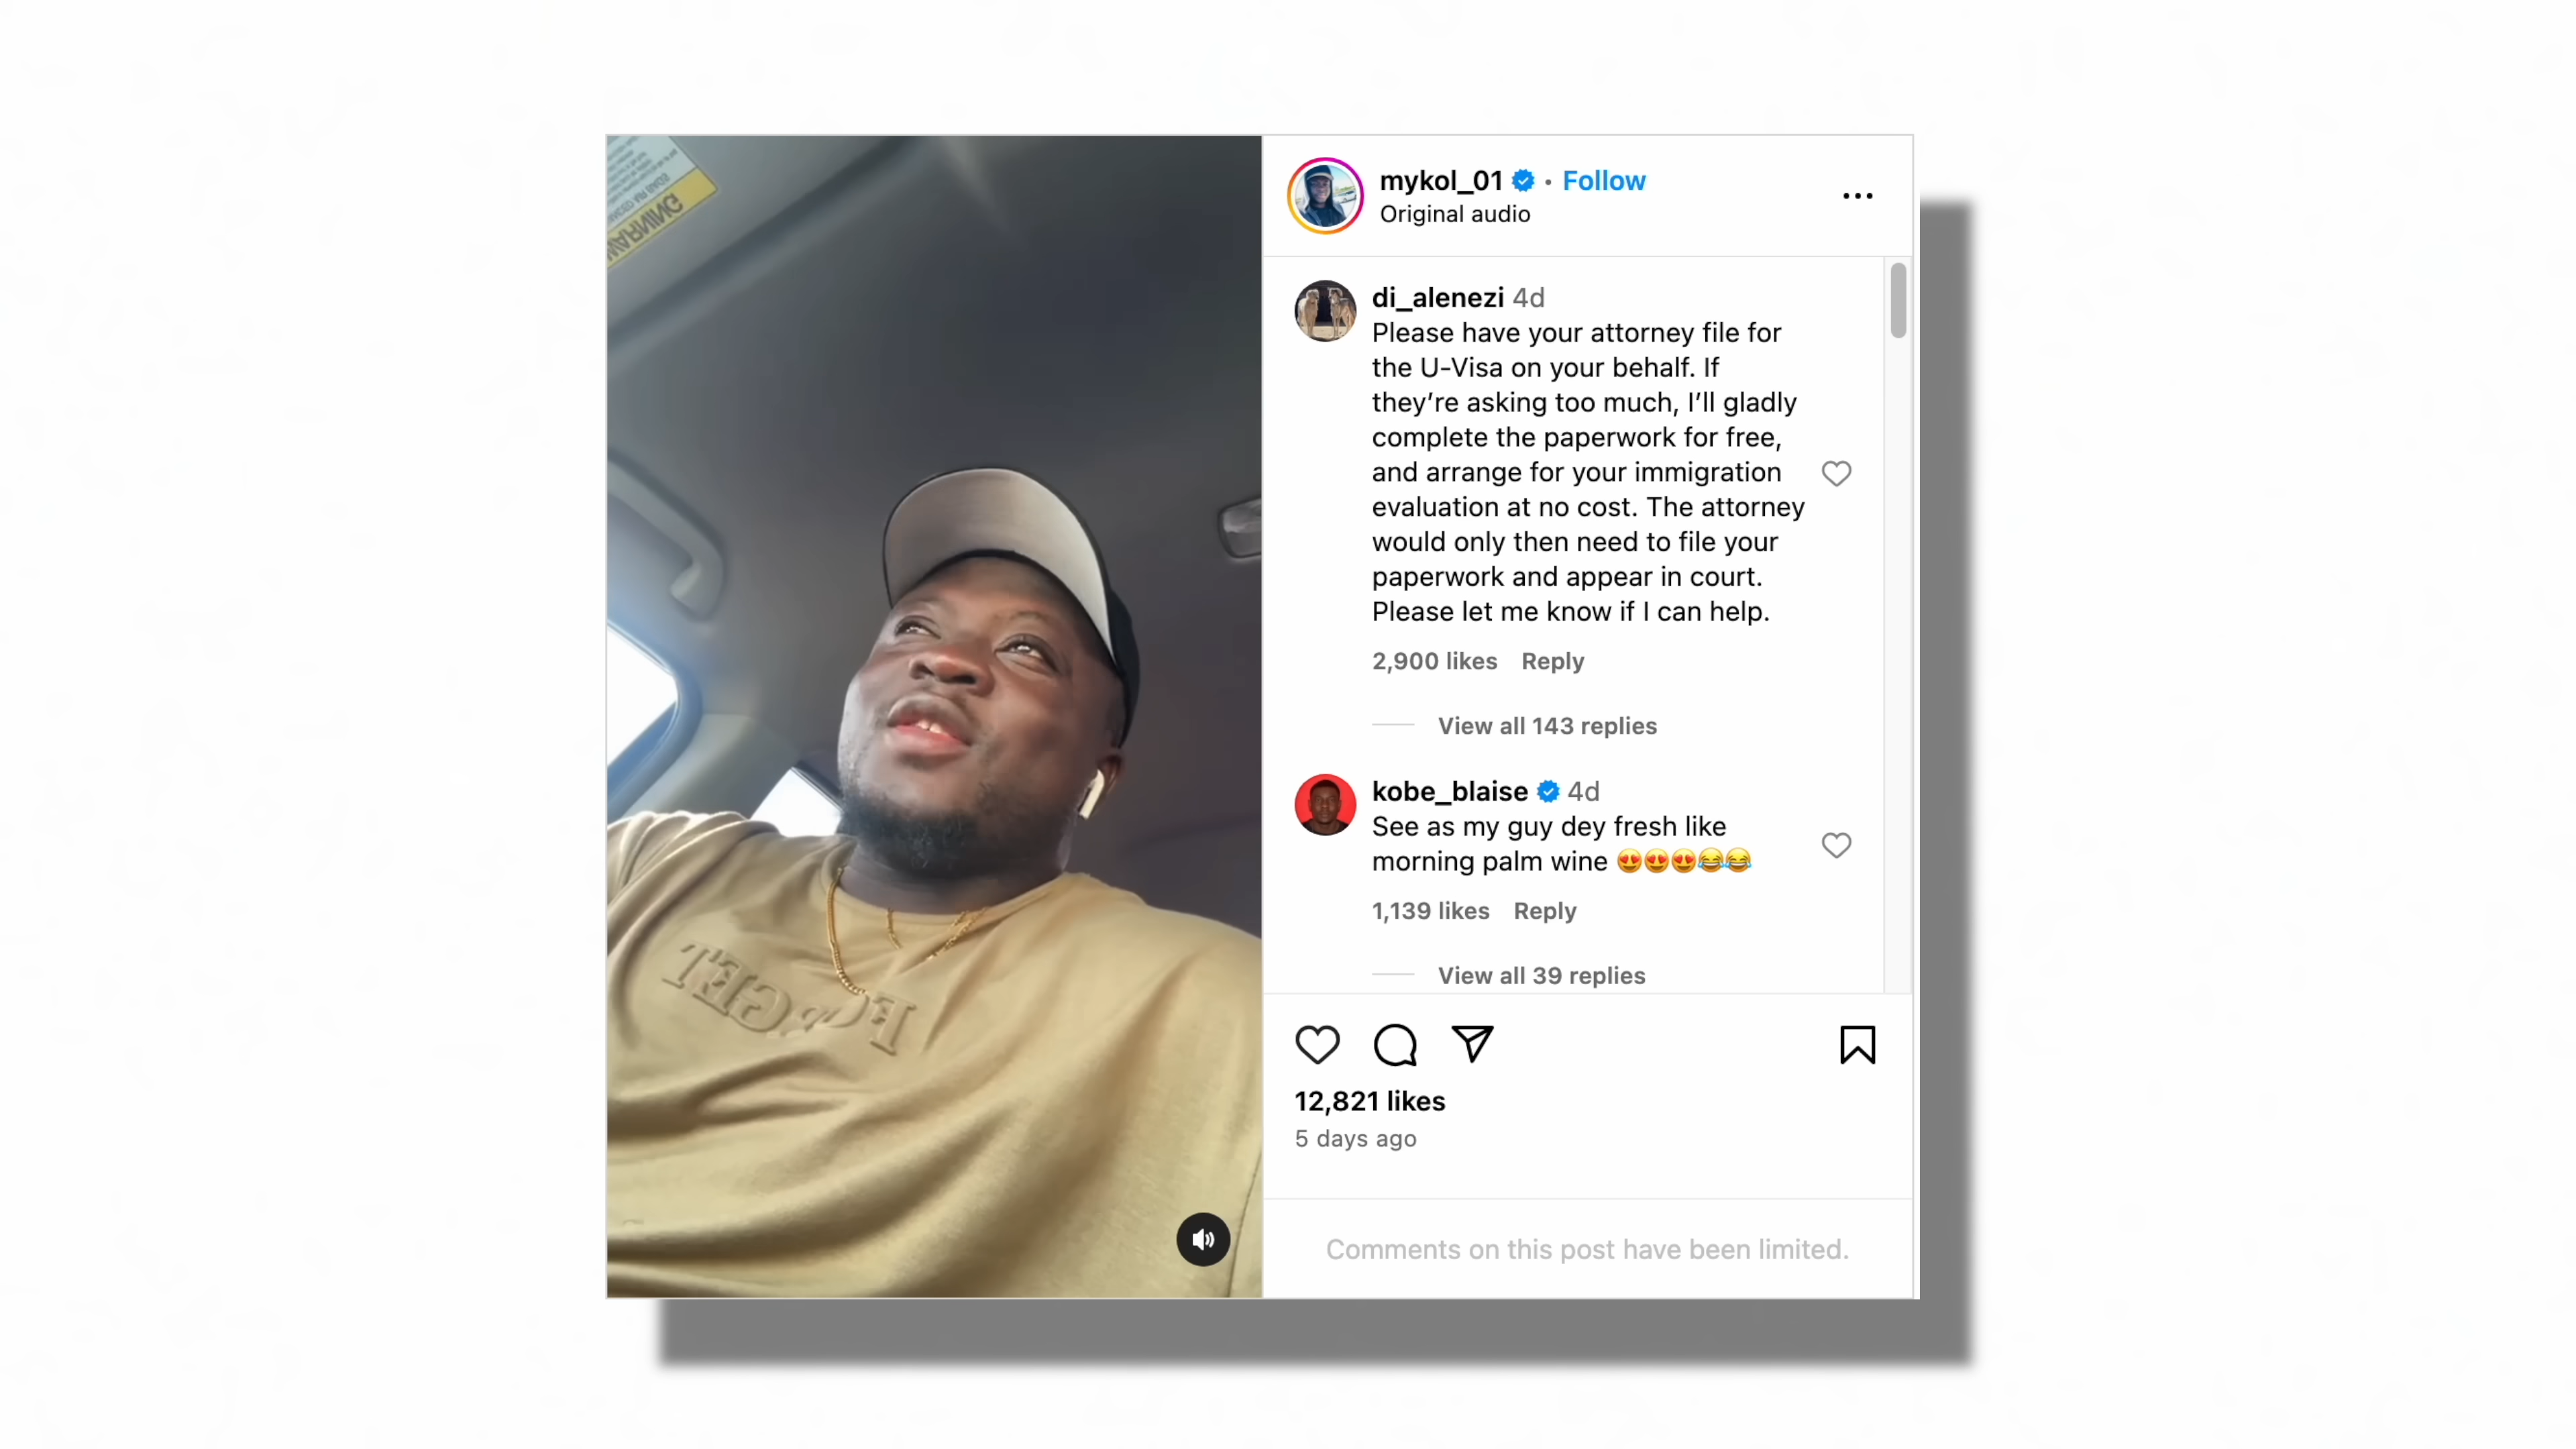 WARNING
mykol_01 • Follow
Original audio
di_alenezi 4d
Please have your attorney file for
the U-Visa on your behalf. If
they’re asking too much, I’ll gladly
complete the paperwork for free,
and arrange for your immigration
evaluation at no cost. The attorney
would only then need to file your
paperwork and appear in court.
Please let me know if I can help.
2,900 likes Reply
View all 143 replies
kobe_blaise 4d
See as my guy dey fresh like
morning palm wine 😍😍😍😂😂
1,139 likes Reply
View all 39 replies
FORGET
12,821 likes
5 days ago
Comments on this post have been limited.